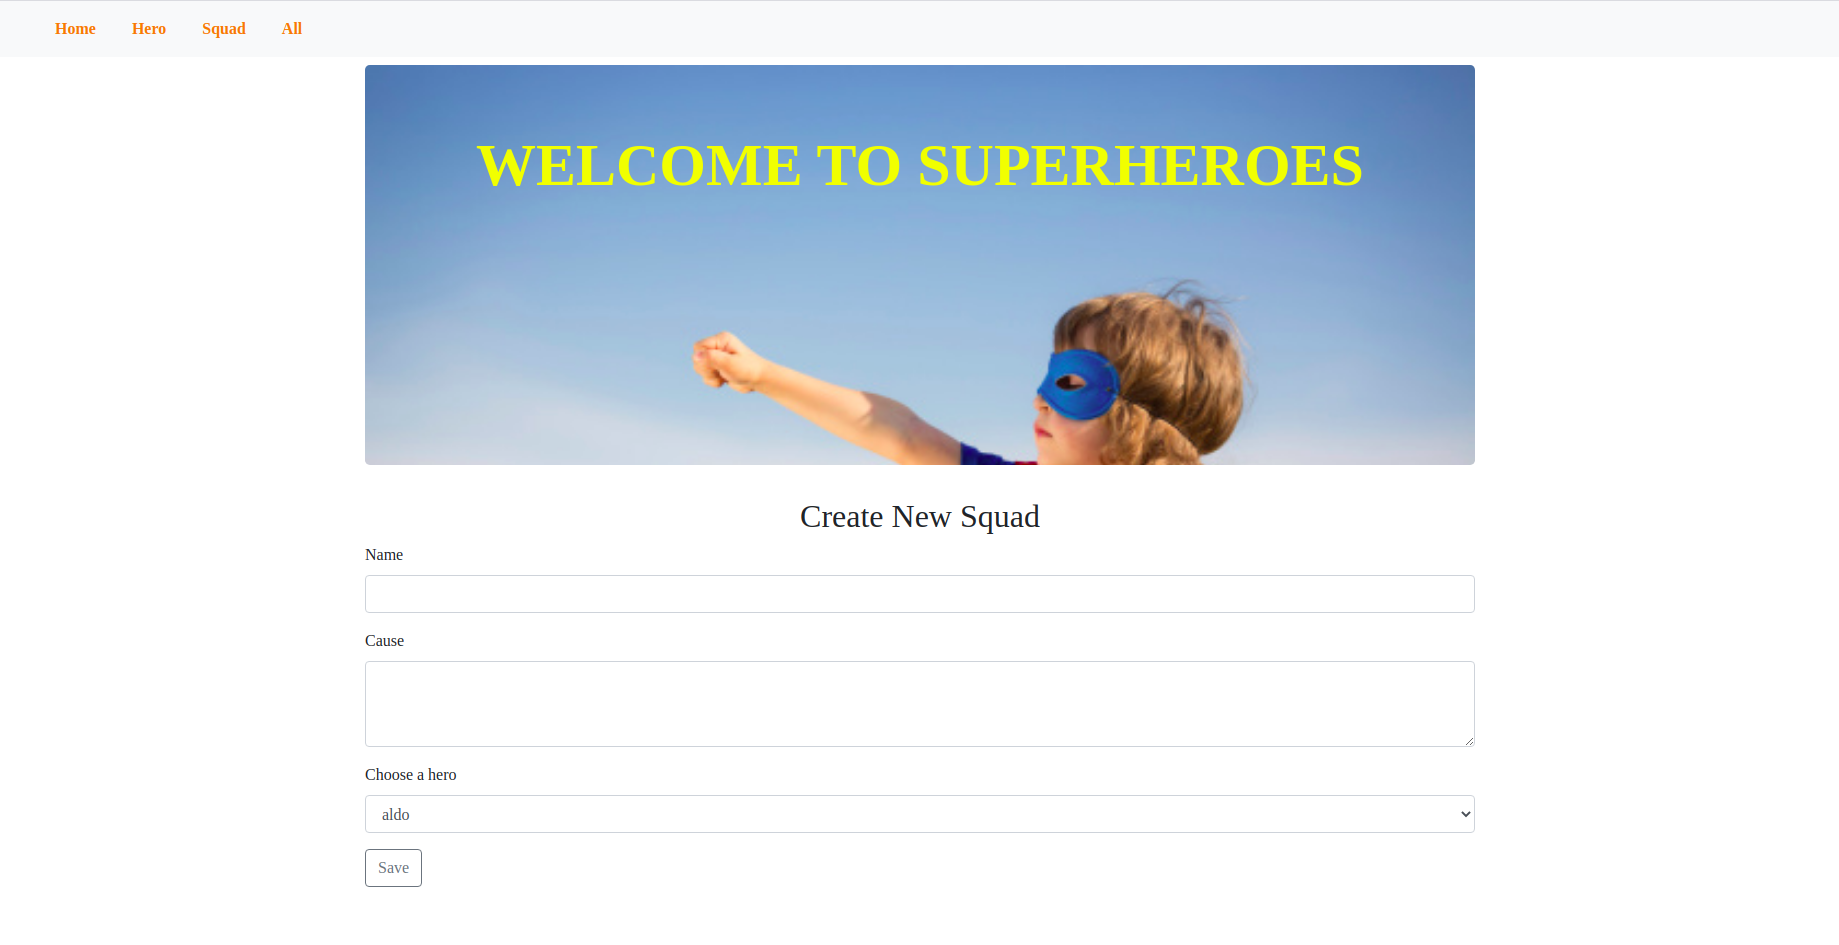 Home Hero Squad All
WELCOME TO SUPERHEROES
Create New Squad
Name
Cause
Choose a hero
aldo
Save